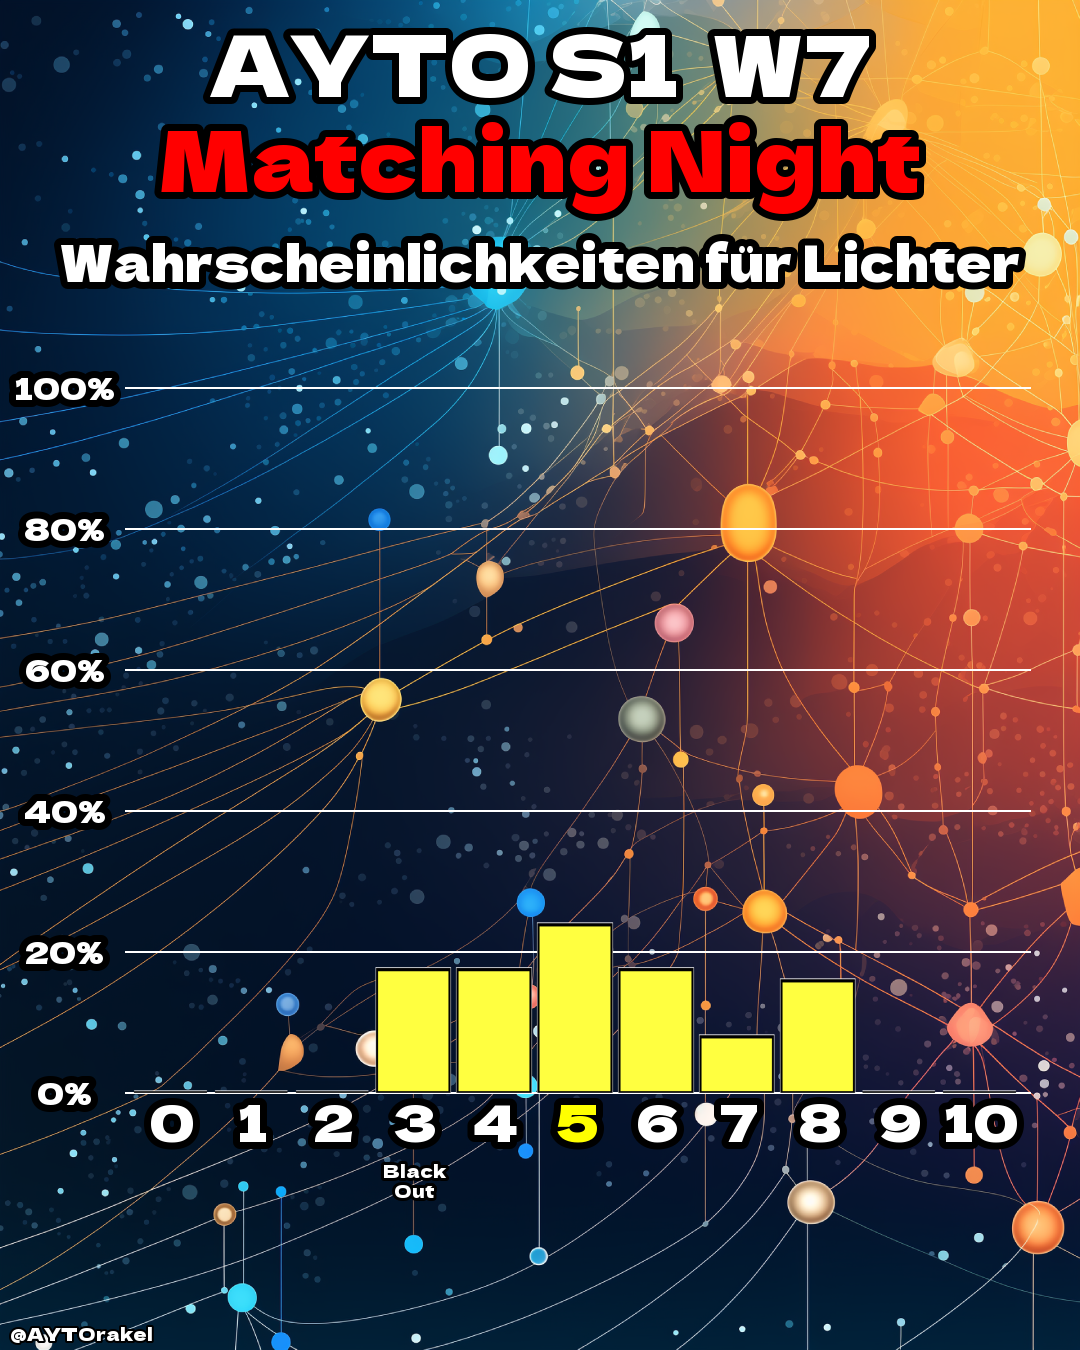 AYTO S1 W7
Matching Night
Wahrscheinlichkeiten für Lichter
100%
80%
60%
40%
20%
0%
0 1 2 3 4 5 6 7 8 9 10
Black
Out
@AYTOrakel